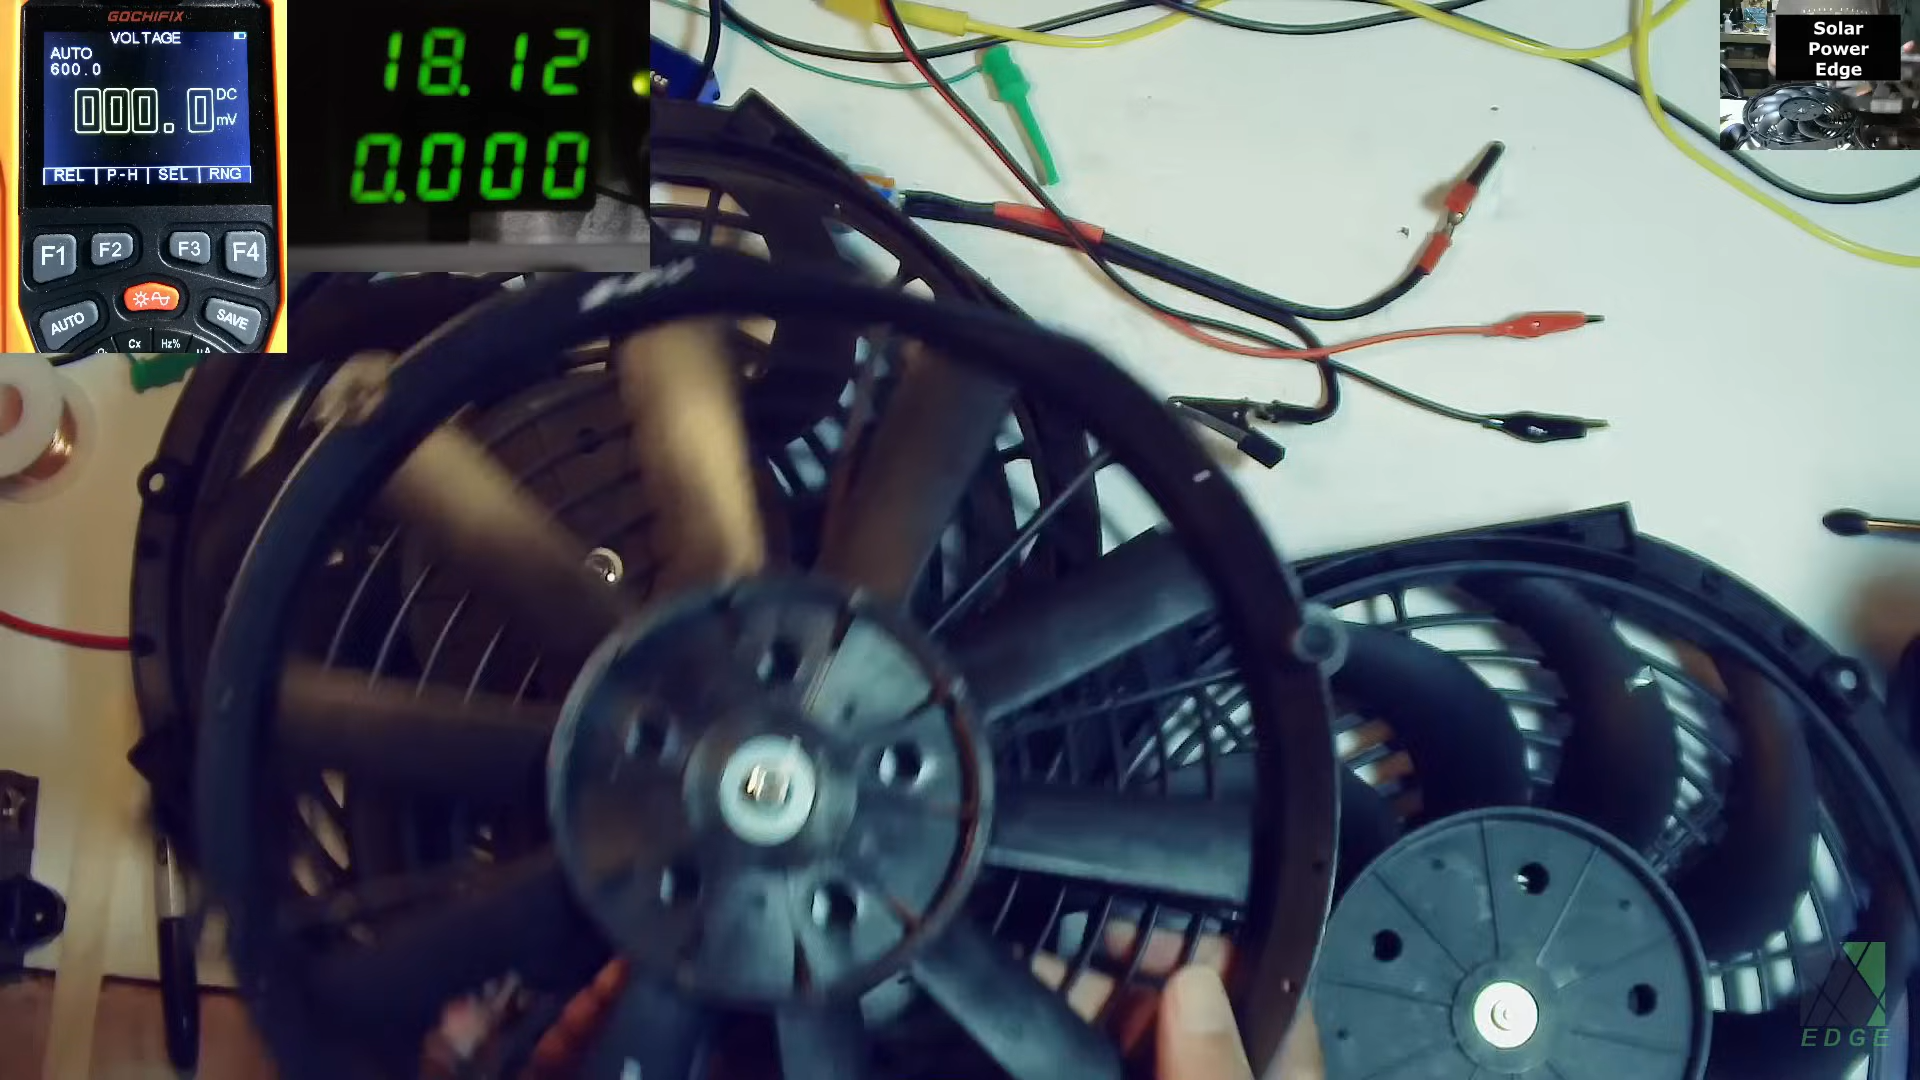 GOCHIFIX
VOLTAGE
AUTO
600.0
000.0
DC
mV
REL P-H SEL RNG
F1 F2 F3 F4
AUTO
SAVE
Cx Hz%
18.12
0.000
Solar
Power
Edge
EDGE